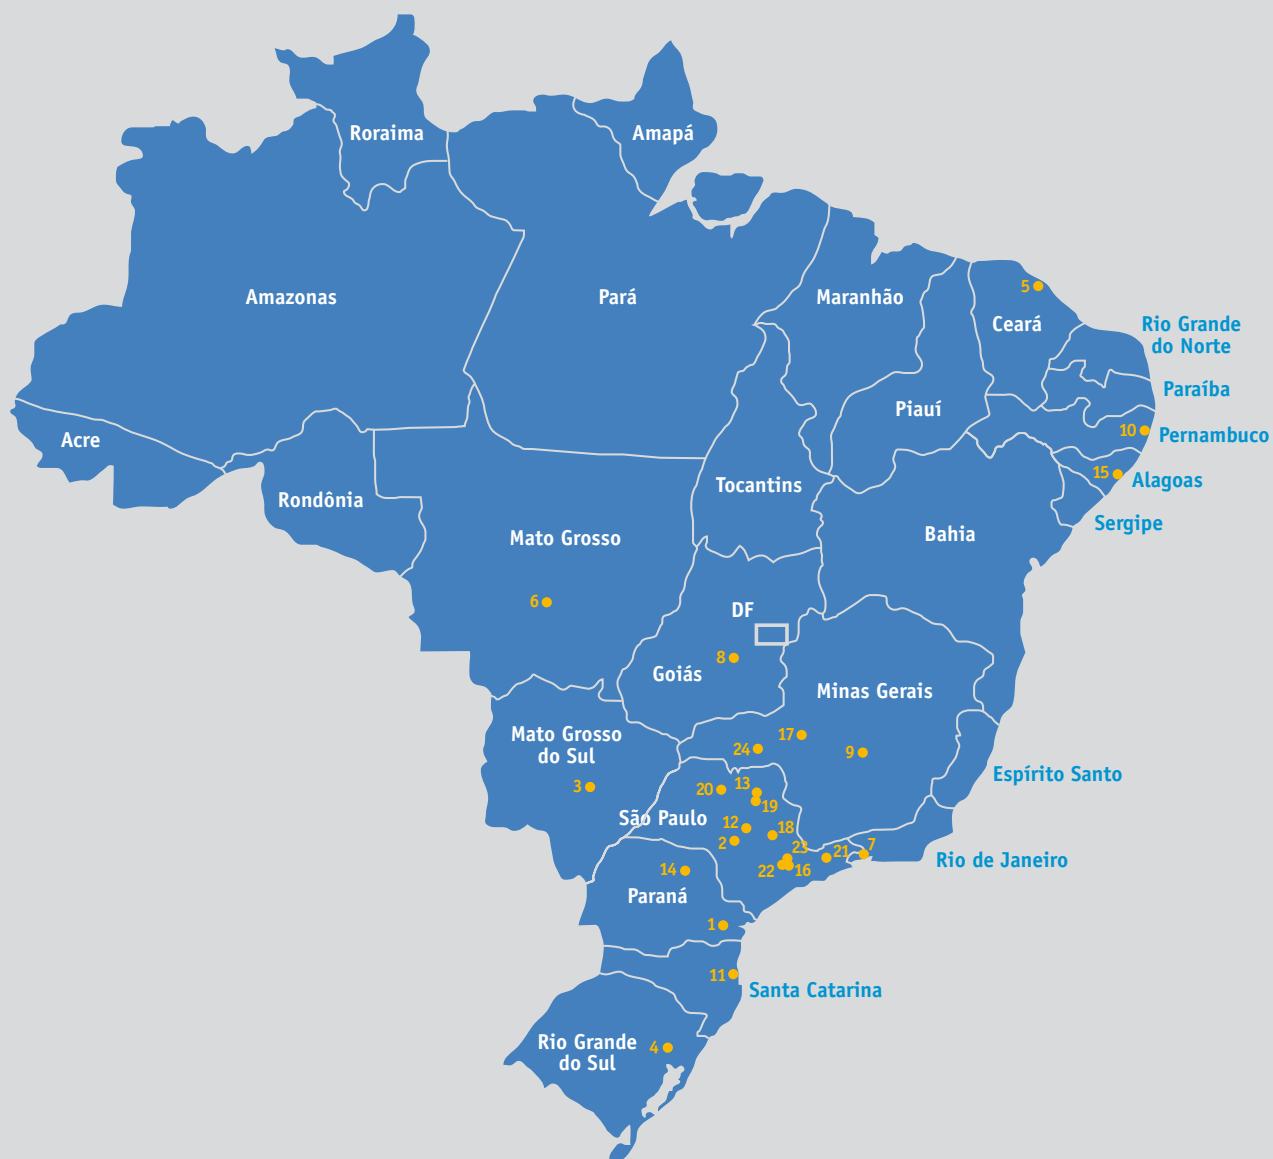 Roraima
Amapá
Amazonas
Pará
Maranhão
5
Ceará
Rio Grande
do Norte
Paraíba
Piauí
Acre
10
Pernambuco
15
Alagoas
Tocantins
Rondônia
Sergipe
Bahia
Mato Grosso
6
DF
8
Goiás
Minas Gerais
Mato Grosso
do Sul
17
24
9
Espírito Santo
3
20
13
19
São Paulo
12
18
2
23
21
7
22
16
Rio de Janeiro
14
Paraná
1
11
Santa Catarina
Rio Grande
do Sul
4